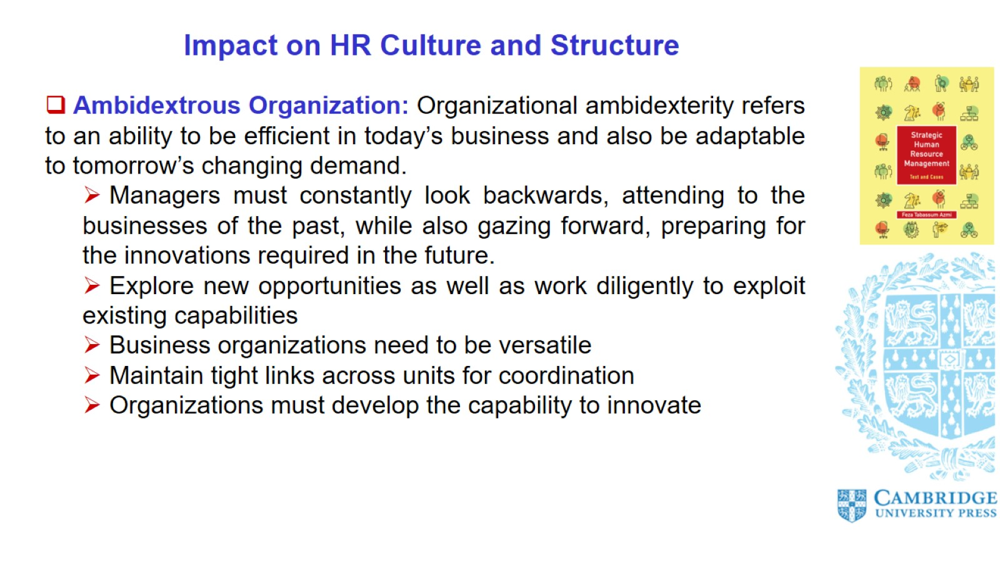 Impact on HR Culture and Structure
Ambidextrous Organization: Organizational ambidexterity refers
to an ability to be efficient in today’s business and also be adaptable
to tomorrow’s changing demand.
Managers must constantly look backwards, attending to the
businesses of the past, while also gazing forward, preparing for
the innovations required in the future.
Explore new opportunities as well as work diligently to exploit
existing capabilities
Business organizations need to be versatile
Maintain tight links across units for coordination
Organizations must develop the capability to innovate
Strategic
Human
Resource
Management
Text and Cases
Feza Tabassum Azmi
CAMBRIDGE
UNIVERSITY PRESS